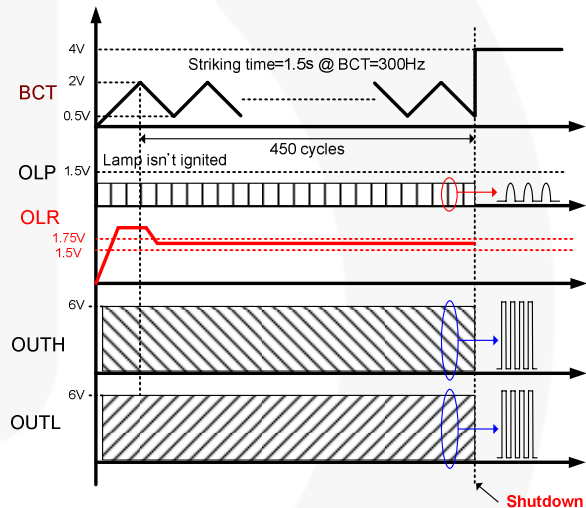 4V
Striking time=1.5s @ BCT=300Hz
BCT
2V
0.5V
450 cycles
Lamp isn't ignited
OLP
1.5V
OLR
1.75V
1.5V
6V
OUTH
6V
OUTL
Shutdown